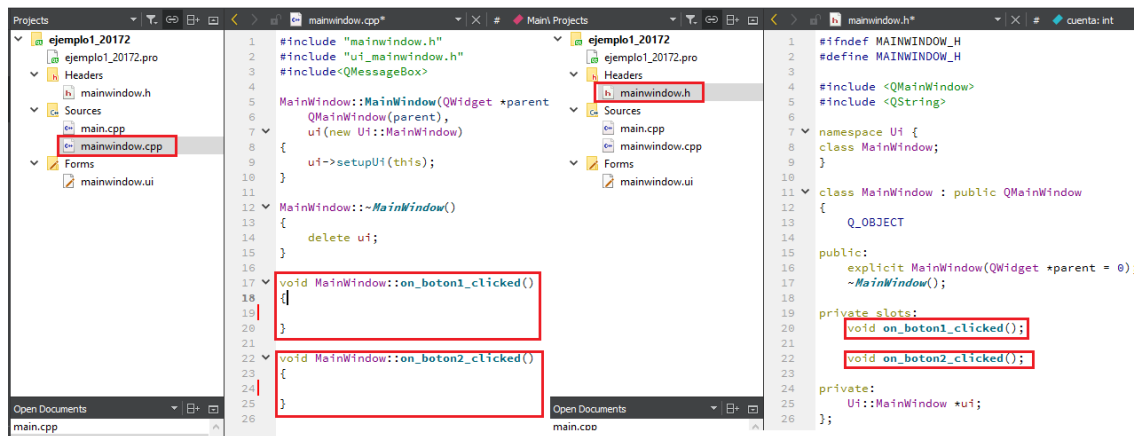 Projects
ejemplo1_20172
ejemplo1_20172.pro
Headers
mainwindow.h
Sources
main.cpp
mainwindow.cpp
Forms
mainwindow.ui
Open Documents
main.cpp
mainwindow.cpp*
#
Main\
1 #include "mainwindow.h"
2 #include "ui_mainwindow.h"
3 #include<QMessageBox>
4
5 MainWindow::MainWindow(QWidget *parent
6 QMainWindow(parent),
7 ui(new Ui::MainWindow)
8 {
9 ui->setupUi(this);
10 }
11
12 MainWindow::~MainWindow()
13 {
14 delete ui;
15 }
16
17 void MainWindow::on_boton1_clicked()
18 {
19
20 }
21
22 void MainWindow::on_boton2_clicked()
23 {
24
25 }
26
Projects
ejemplo1_20172
ejemplo1_20172.pro
Headers
mainwindow.h
Sources
main.cpp
mainwindow.cpp
Forms
mainwindow.ui
Open Documents
main.cpp
mainwindow.h*
#
cuenta: int
1 #ifndef MAINWINDOW_H
2 #define MAINWINDOW_H
3
4 #include <QMainWindow>
5 #include <QString>
6
7 namespace Ui {
8 class MainWindow;
9 }
10
11 class MainWindow : public QMainWindow
12 {
13 Q_OBJECT
14
15 public:
16 explicit MainWindow(QWidget *parent = 0);
17 ~MainWindow();
18
19 private slots:
20 void on_boton1_clicked();
21
22 void on_boton2_clicked();
23
24 private:
25 Ui::MainWindow *ui;
26 };